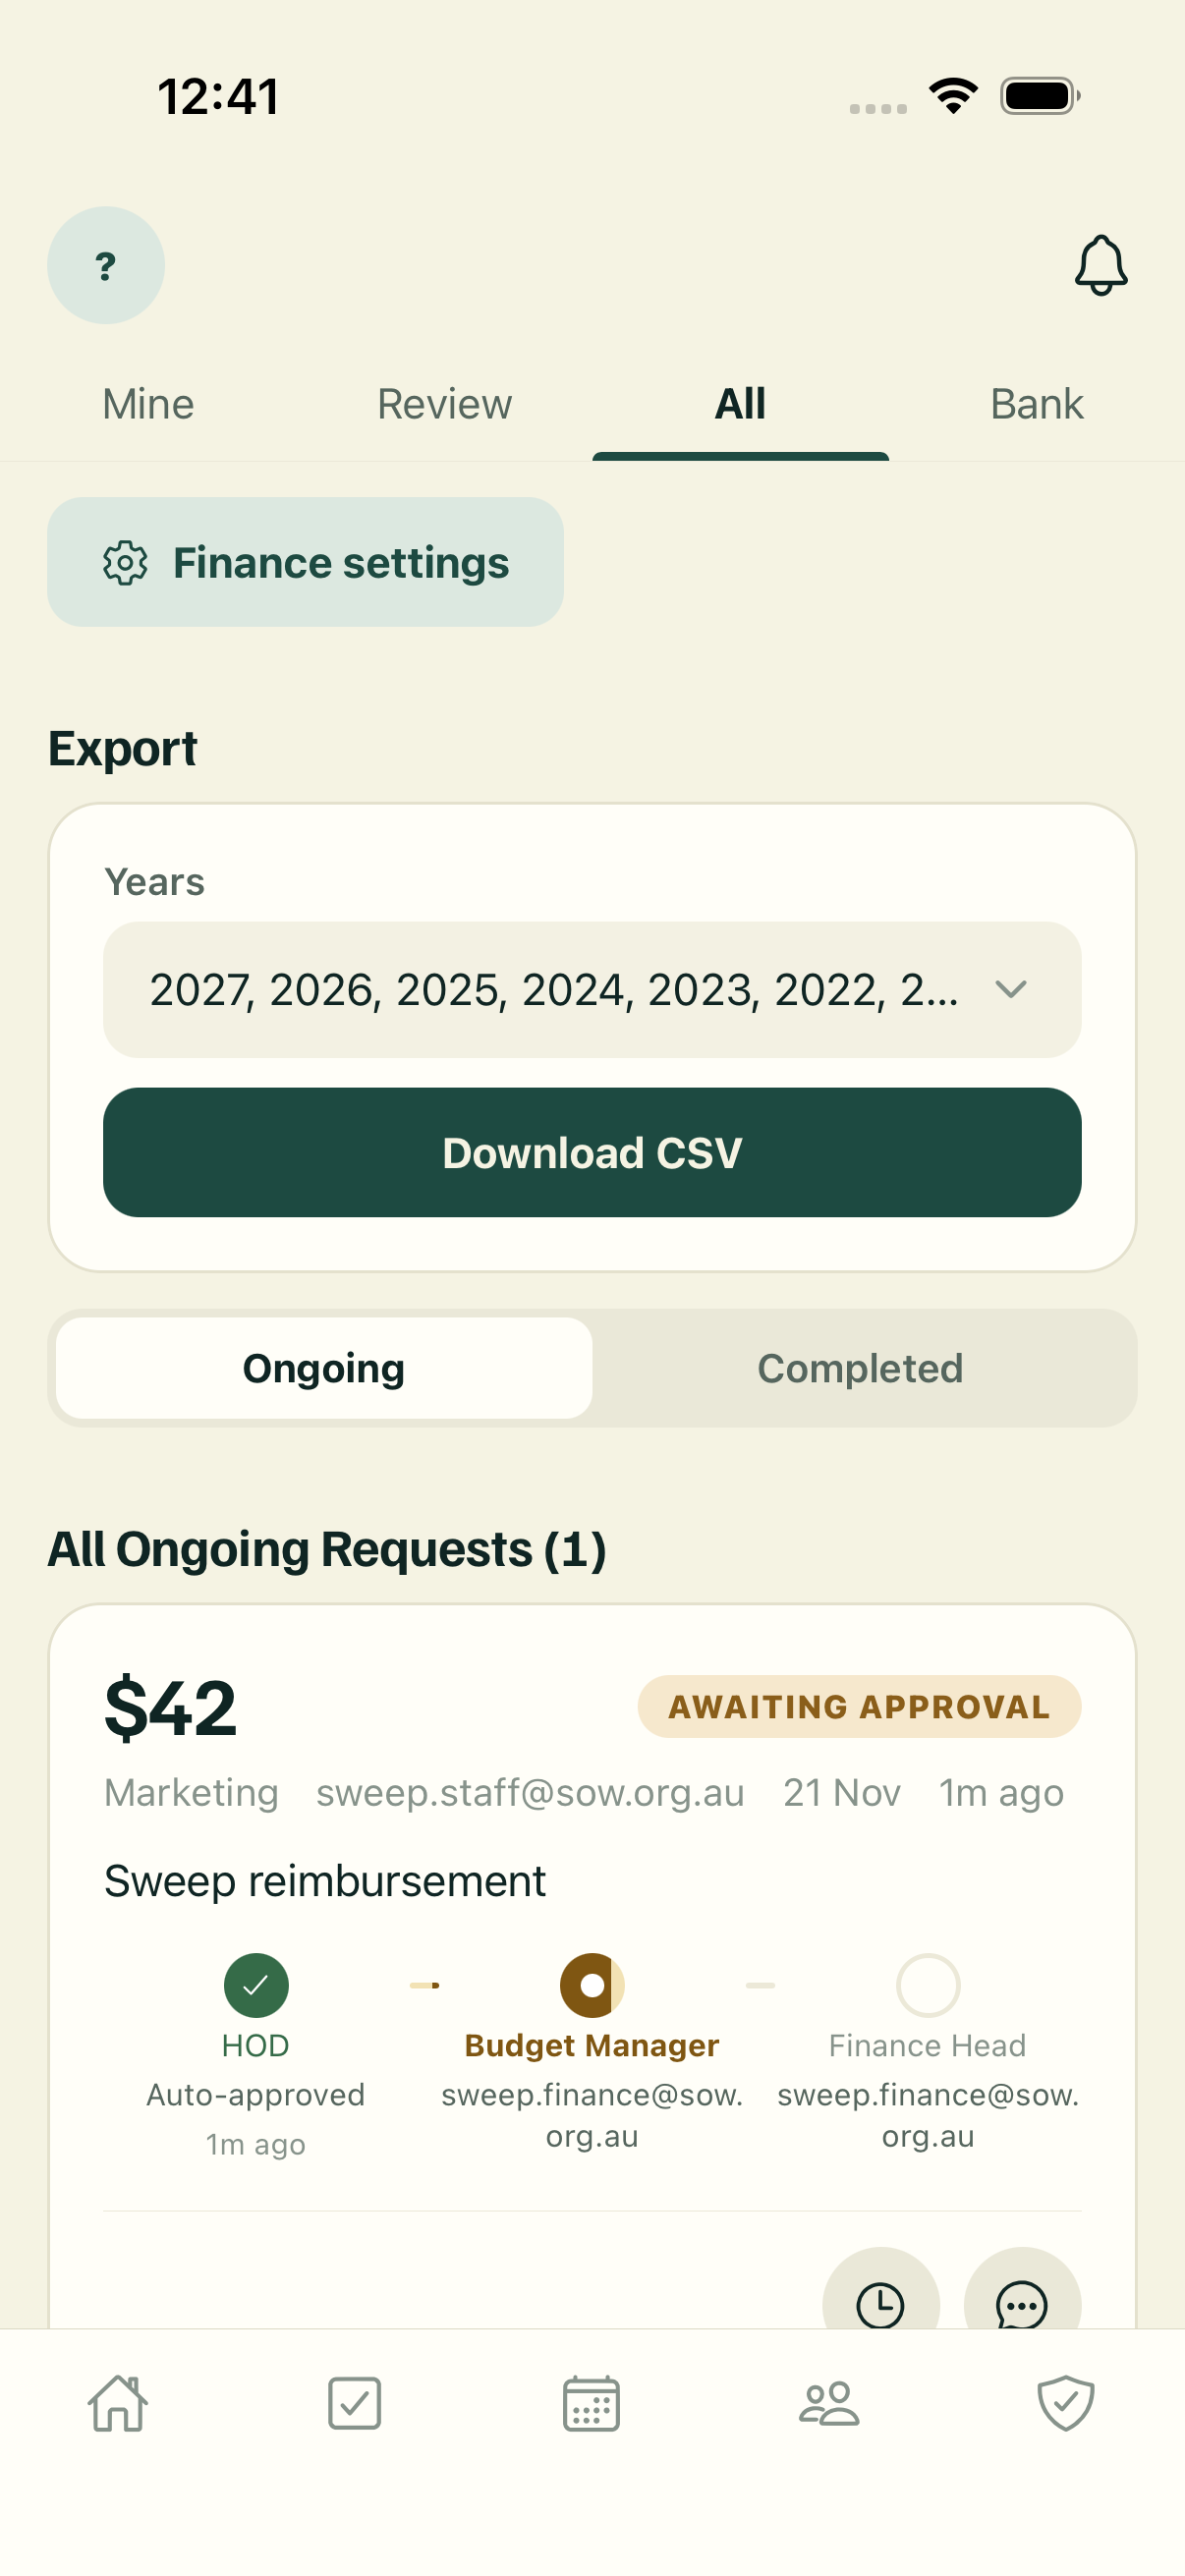 12:41
?
Mine Review All Bank
Finance settings
Export
Years
2027, 2026, 2025, 2024, 2023, 2022, 2...
Download CSV
Ongoing Completed
All Ongoing Requests (1)
$42 AWAITING APPROVAL
Marketing sweep.staff@sow.org.au 21 Nov 1m ago
Sweep reimbursement
HOD Budget Manager Finance Head
Auto-approved sweep.finance@sow. sweep.finance@sow.
1m ago org.au org.au